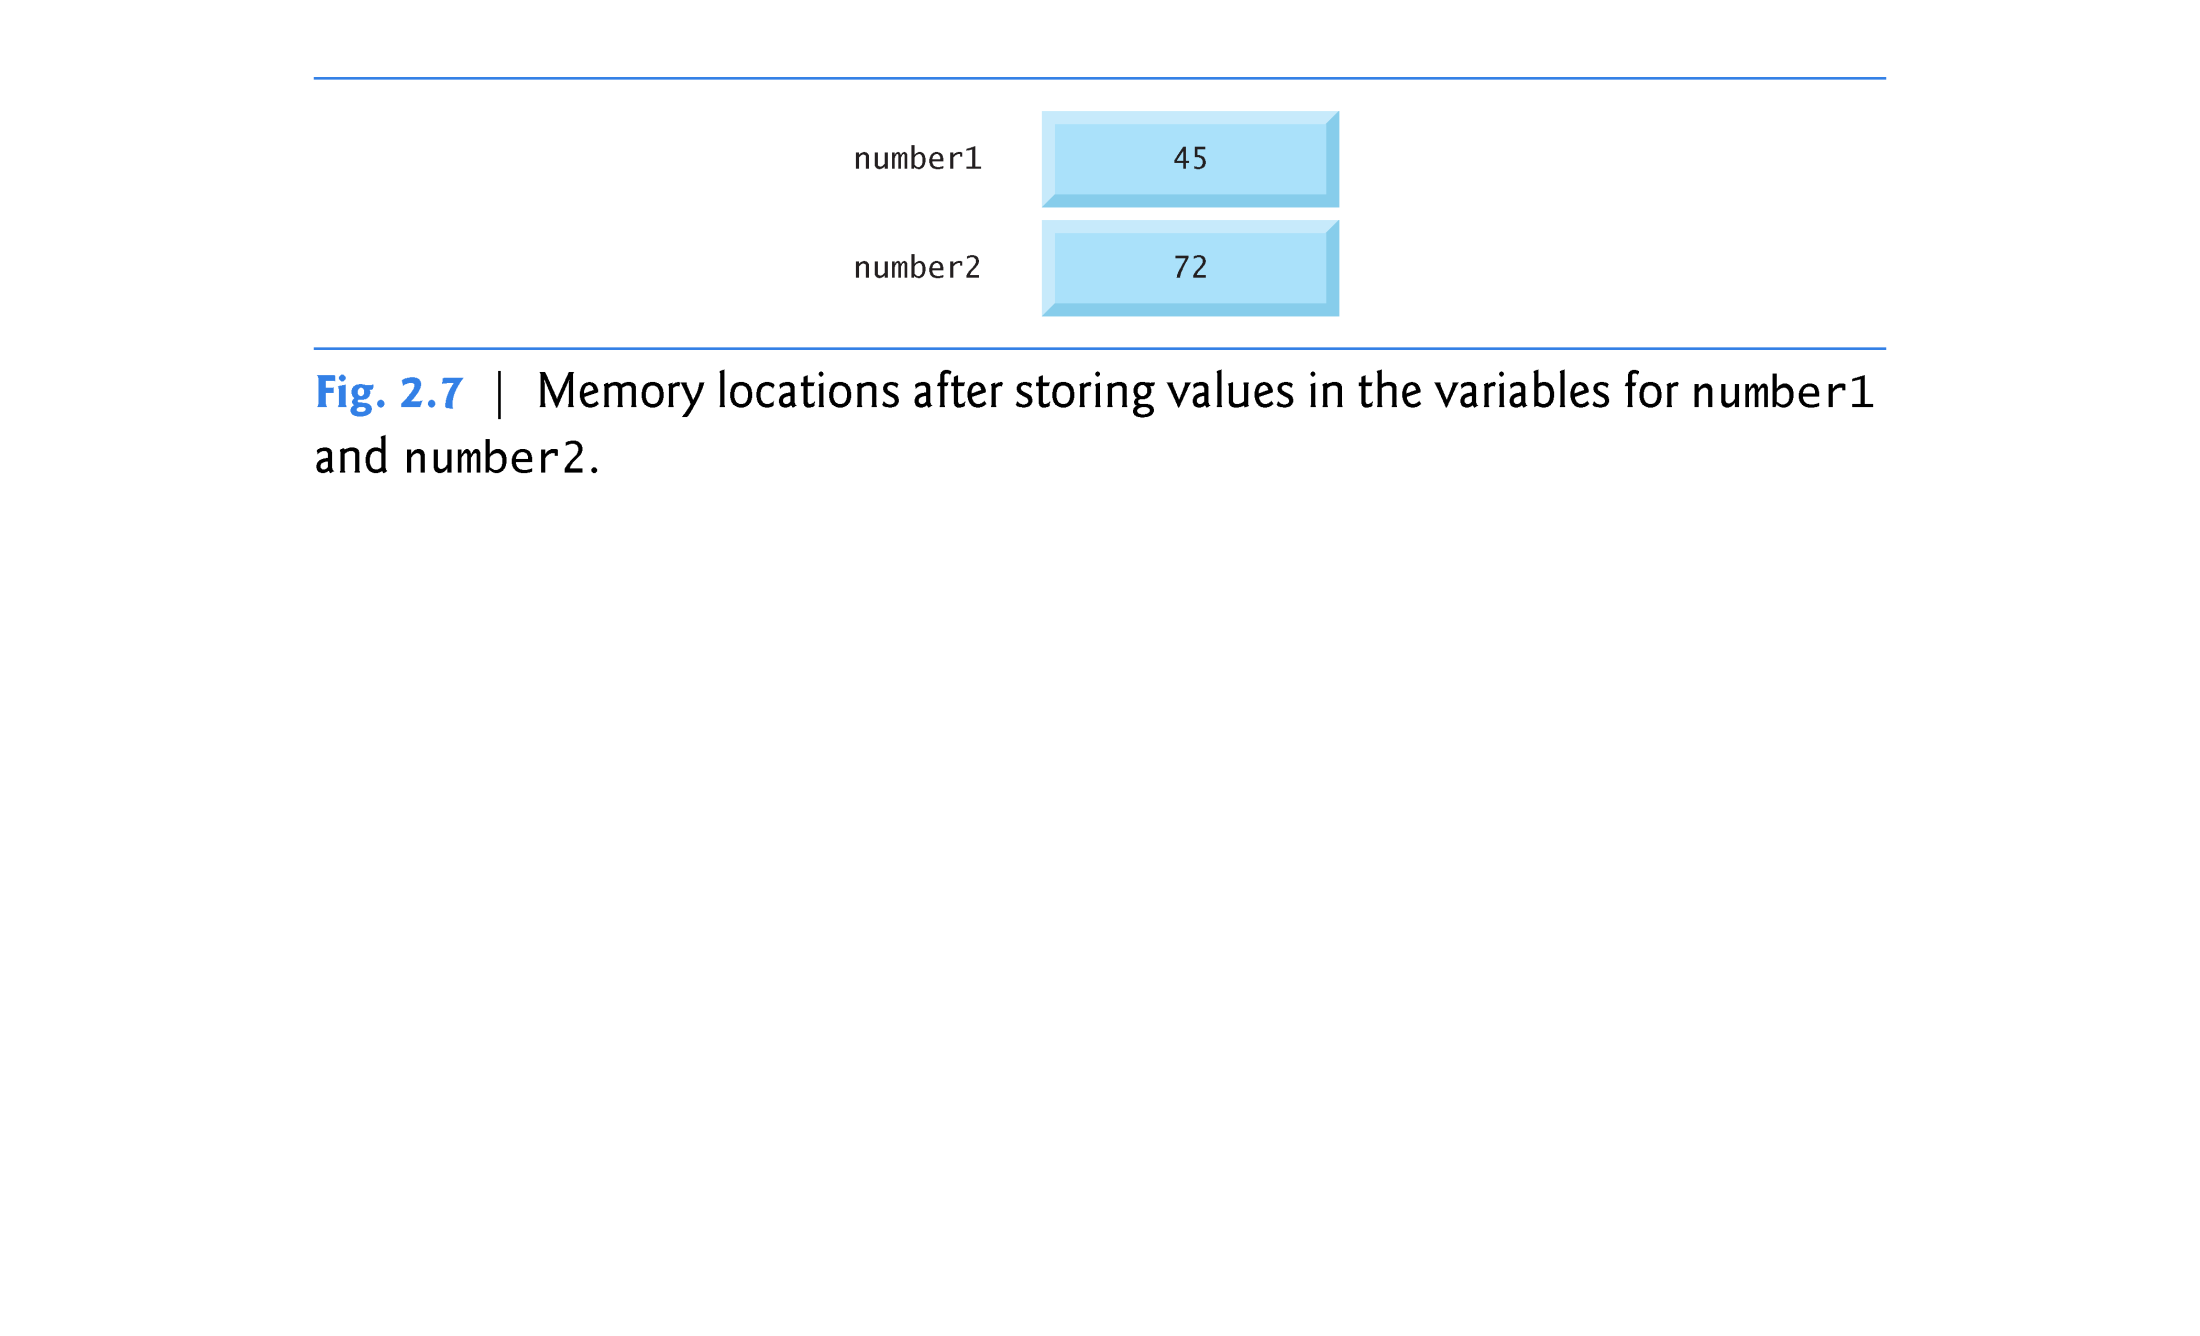 number1 45
number2 72
Fig. 2.7 | Memory locations after storing values in the variables for number1
and number2.